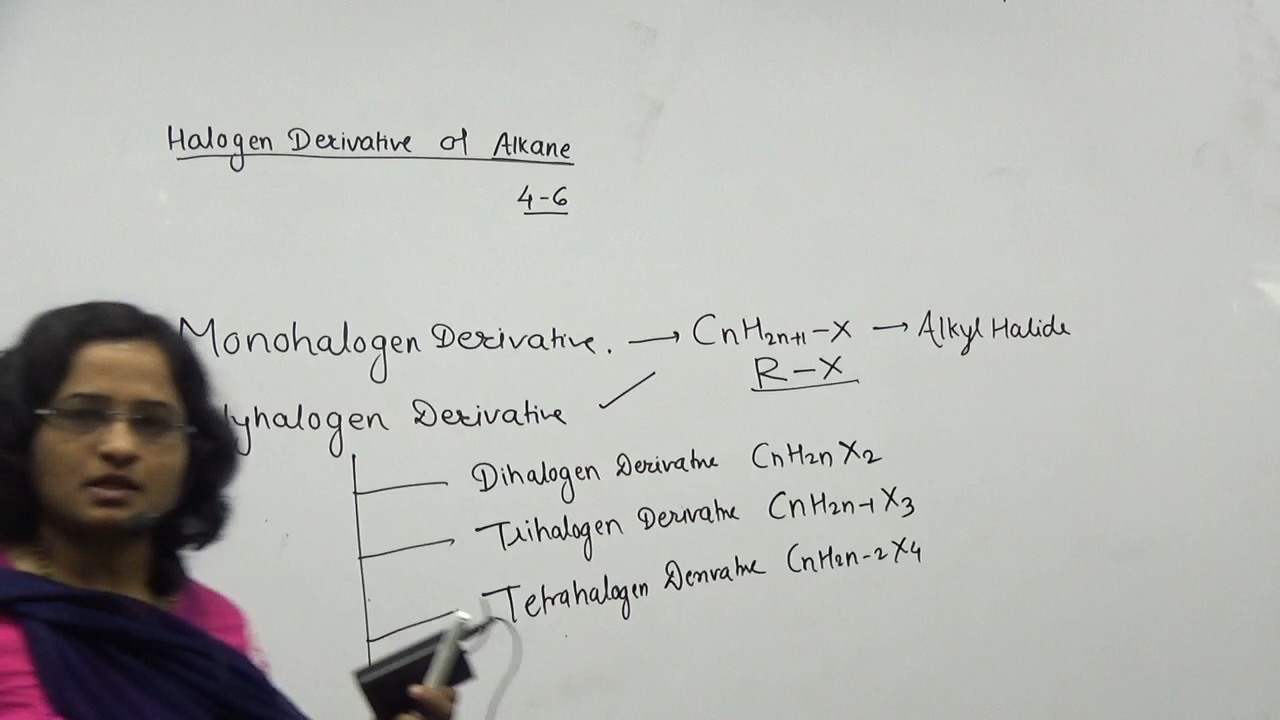 Halogen Derivative of Alkane
4-6
Monohalogen Derivative. → CnH2n+1-X → Alkyl Halide
R-X
lyhalogen Derivative
Dihalogen Derivative CnH2nX2
Trihalogen Derivative CnH2n-1X3
Tetrahalogen Derivative CnH2n-2X4